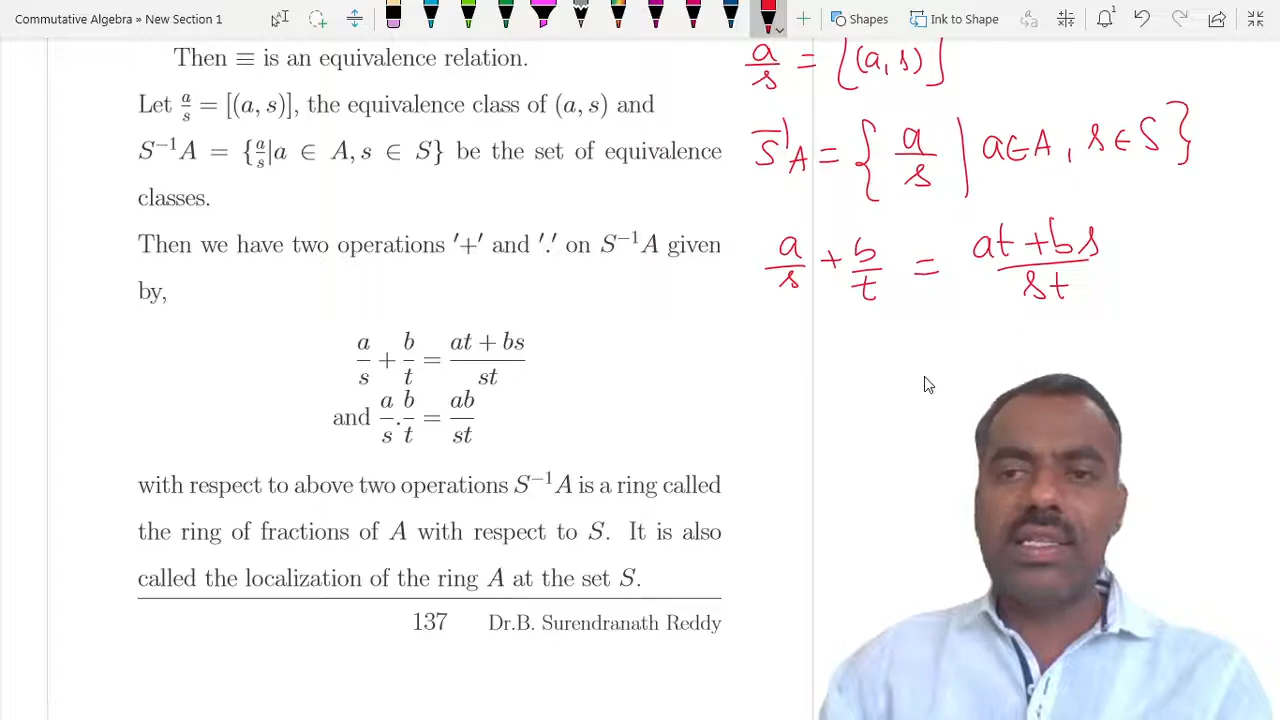 Commutative Algebra » New Section 1
Shapes
Ink to Shape
Then ≡ is an equivalence relation.
Let a/s = [(a, s)], the equivalence class of (a, s) and
S⁻¹A = {a/s|a ∈ A, s ∈ S} be the set of equivalence
classes.
Then we have two operations ′+′ and ′.′ on S⁻¹A given
by,
a/s + b/t = (at + bs)/st
and a/s . b/t = ab/st
with respect to above two operations S⁻¹A is a ring called
the ring of fractions of A with respect to S. It is also
called the localization of the ring A at the set S.
137 Dr.B. Surendranath Reddy
a/s = [(a, s)]
S⁻¹A = { a/s | a∈A, s∈S }
a/s + b/t = (at + bs)/st